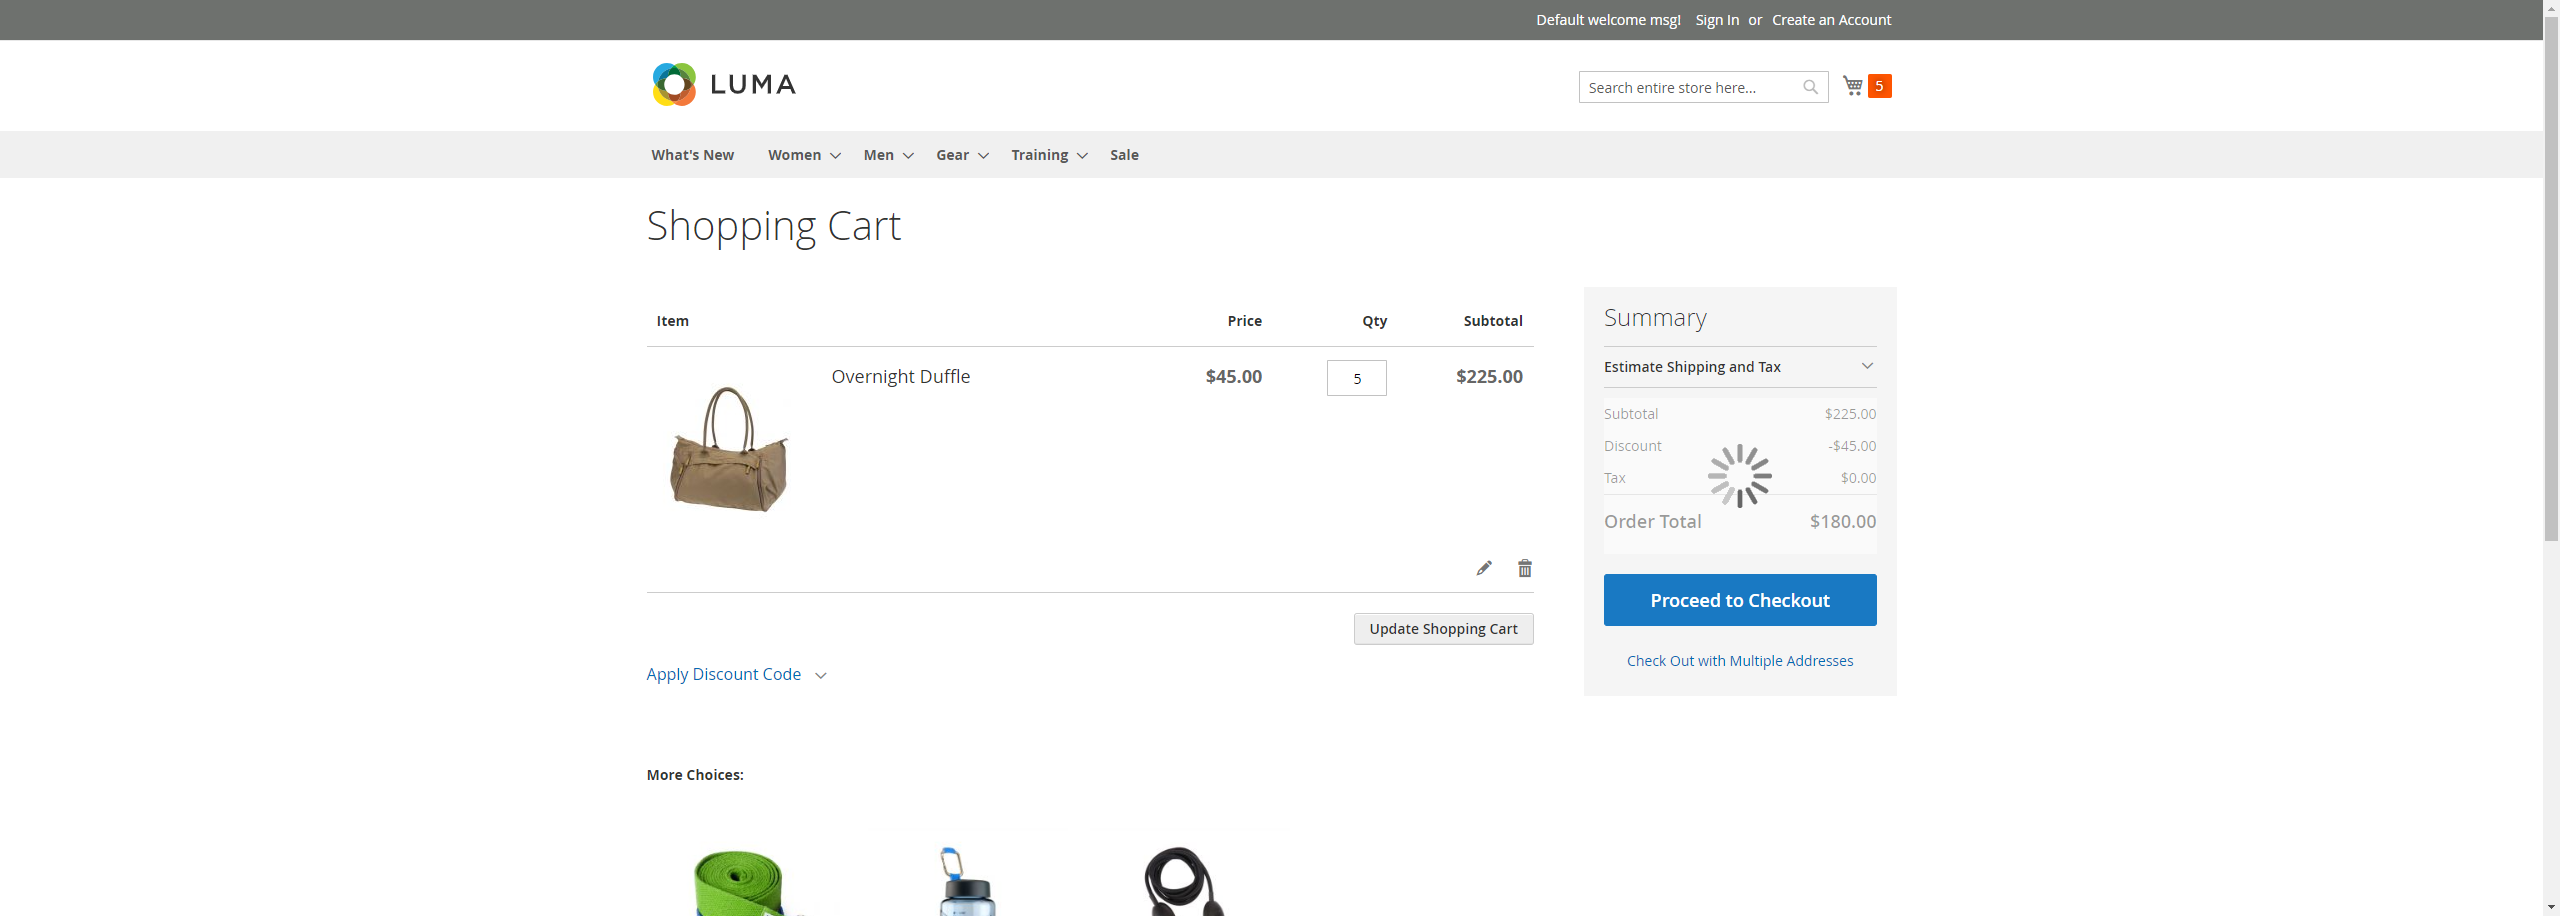 Default welcome msg! Sign In or Create an Account
LUMA
Search entire store here...
5
What's New Women Men Gear Training Sale
Shopping Cart
Item Price Qty Subtotal
Overnight Duffle $45.00 5 $225.00
Update Shopping Cart
Apply Discount Code
Summary
Estimate Shipping and Tax
Subtotal $225.00
Discount -$45.00
Tax $0.00
Order Total $180.00
Proceed to Checkout
Check Out with Multiple Addresses
More Choices: